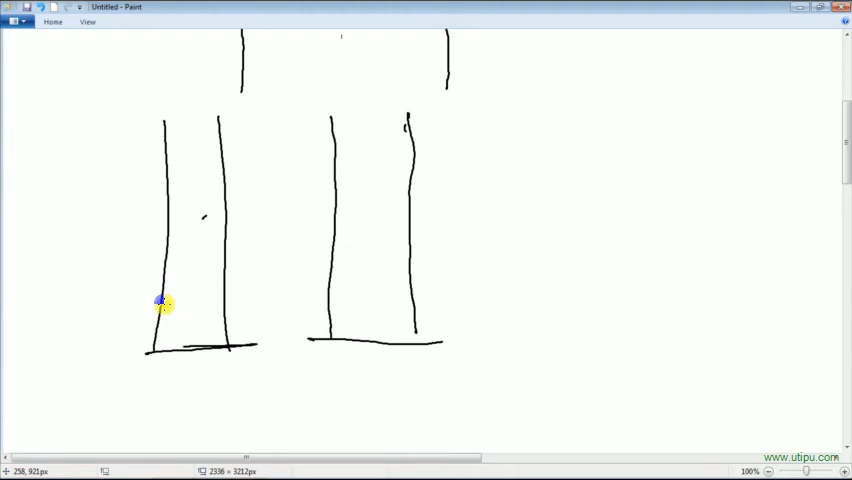 Untitled - Paint
Home View
www.utipu.com
258, 921px
2336 × 3212px
100%